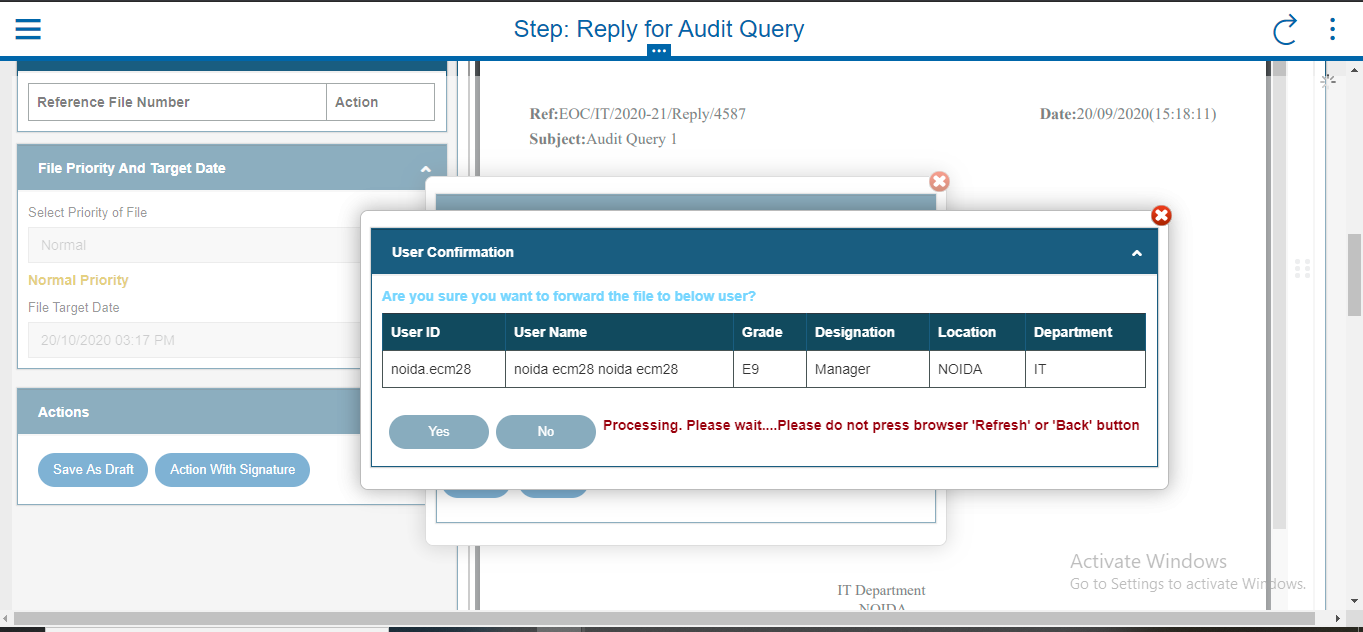 Step: Reply for Audit Query
Reference File Number Action
Ref:EOC/IT/2020-21/Reply/4587 Date:20/09/2020(15:18:11)
Subject:Audit Query 1
File Priority And Target Date
Select Priority of File
Normal
Normal Priority
File Target Date
20/10/2020 03:17 PM
Actions
Save As Draft Action With Signature
User Confirmation
Are you sure you want to forward the file to below user?
User ID User Name Grade Designation Location Department
noida.ecm28 noida ecm28 noida ecm28 E9 Manager NOIDA IT
Yes No Processing. Please wait....Please do not press browser 'Refresh' or 'Back' button
IT Department
NOIDA
Activate Windows
Go to Settings to activate Windows.